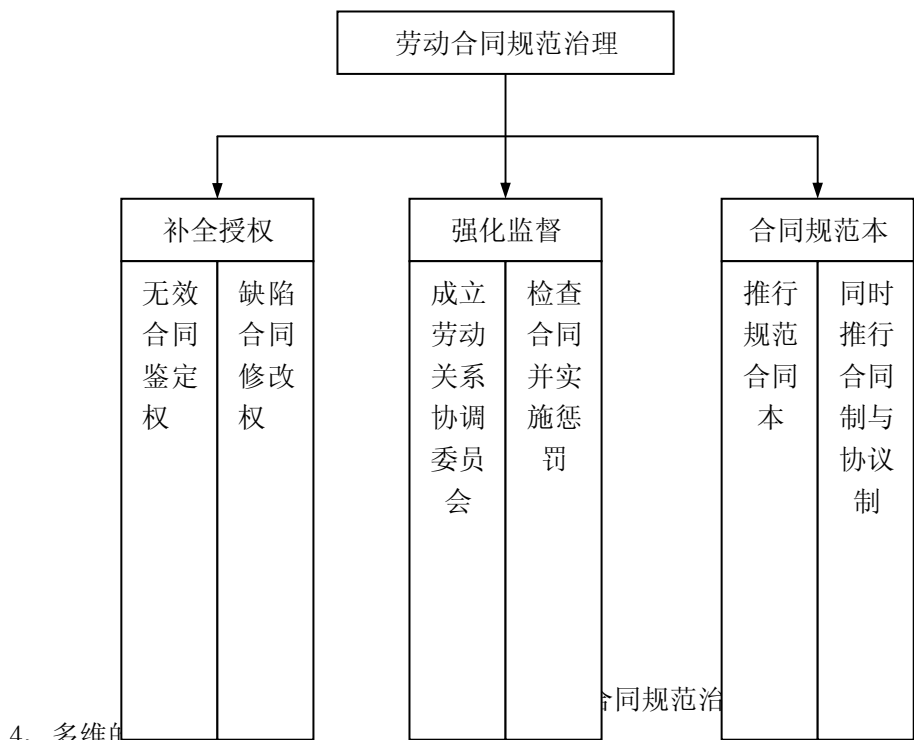 劳动合同规范治理
补全授权
无效
合同
鉴定
权
缺陷
合同
修改
权
强化监督
成立
劳动
关系
协调
委员
会
检查
合同
并实
施惩
罚
合同规范本
推行
规范
合同
本
同时
推行
合同
制与
协议
制
同规范治
4. 多维